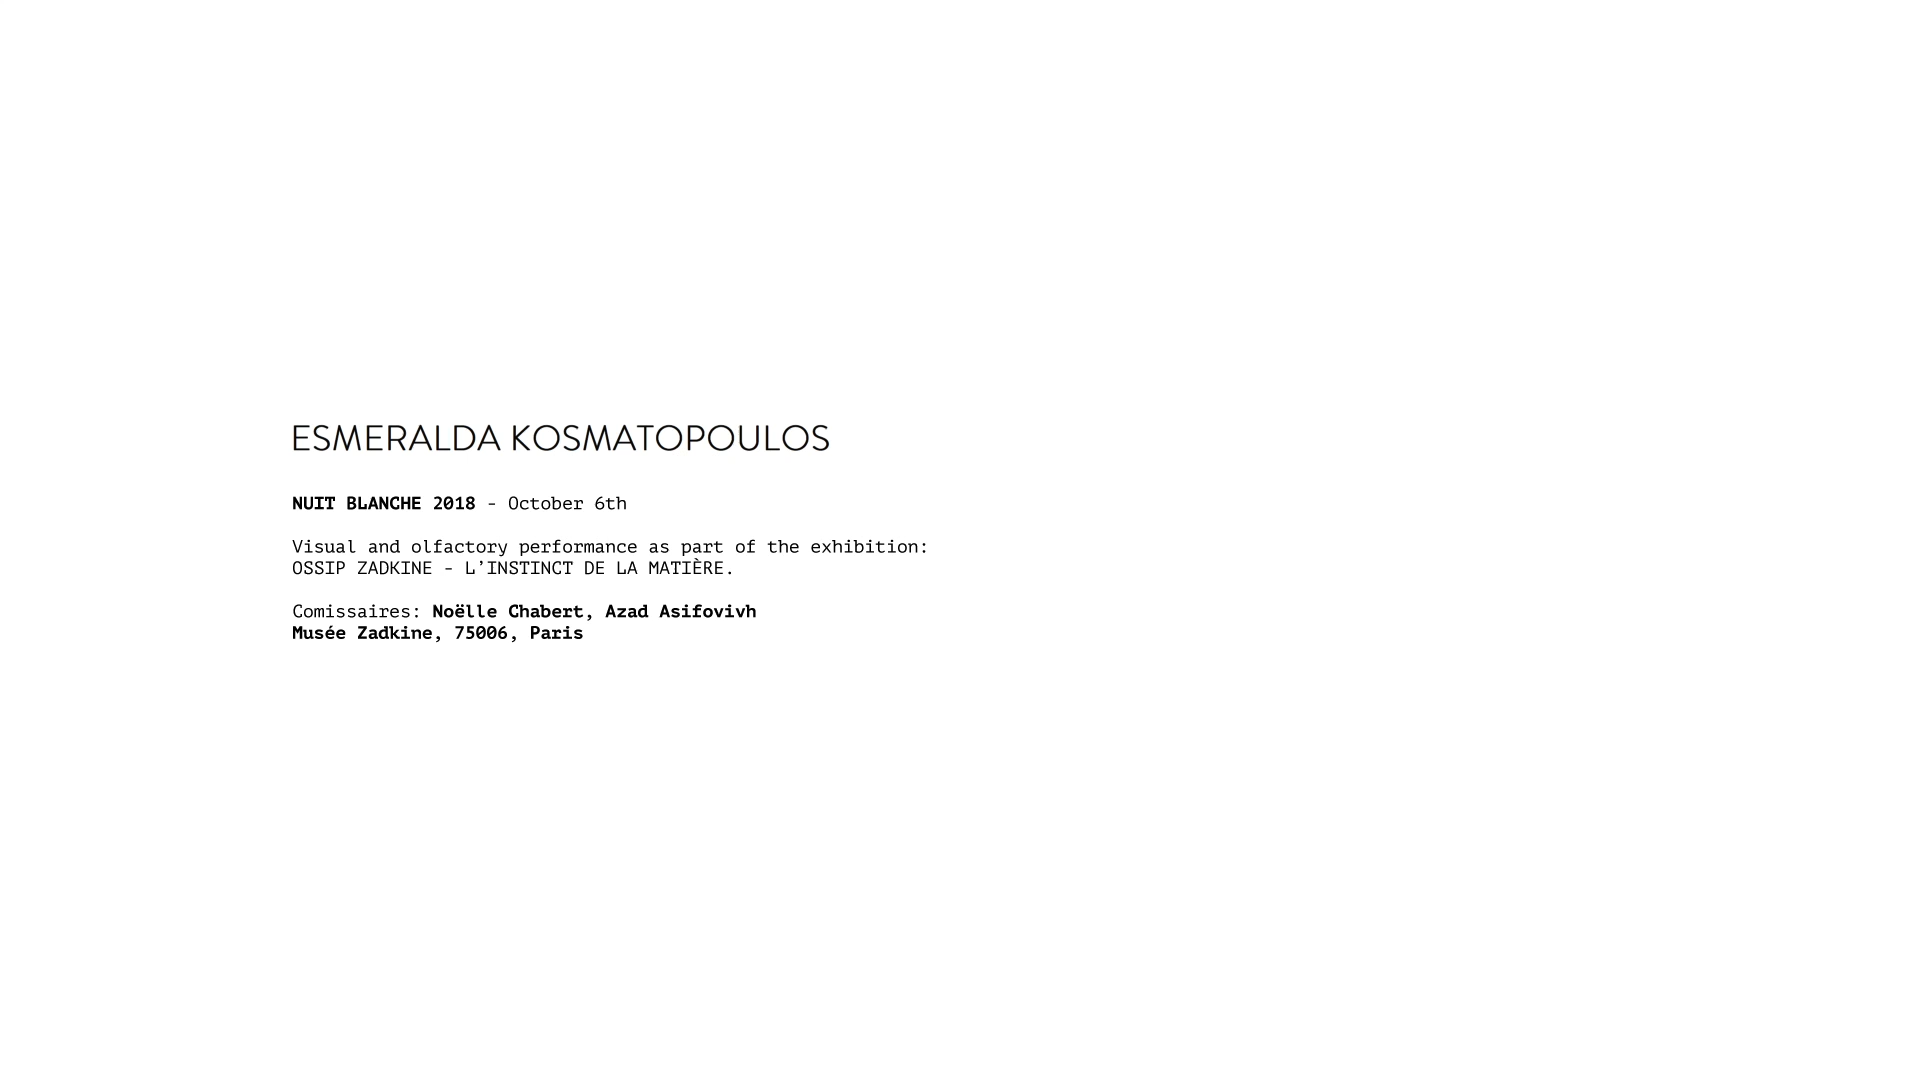 ESMERALDA KOSMATOPOULOS
NUIT BLANCHE 2018 - October 6th
Visual and olfactory performance as part of the exhibition:
OSSIP ZADKINE - L’INSTINCT DE LA MATIÈRE.
Comissaires: Noëlle Chabert, Azad Asifovivh
Musée Zadkine, 75006, Paris